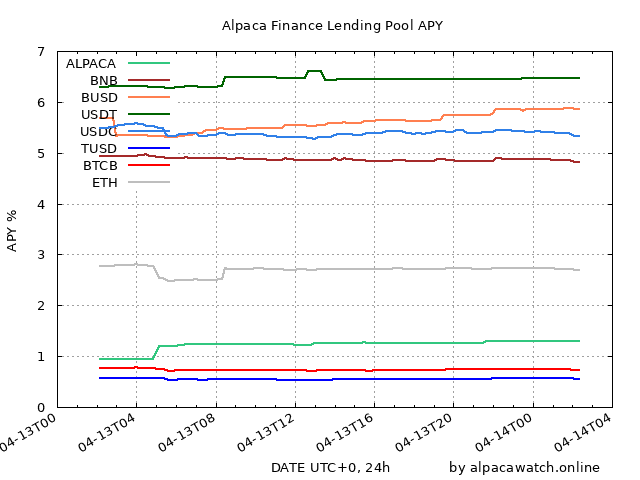 Alpaca Finance Lending Pool APY
7
6
5
4
3
2
1
0
APY %
ALPACA
BNB
BUSD
USDT
USDC
TUSD
BTCB
ETH
04-13T00
04-13T04
04-13T08
04-13T12
04-13T16
04-13T20
04-14T00
04-14T04
DATE UTC+0, 24h
by alpacawatch.online